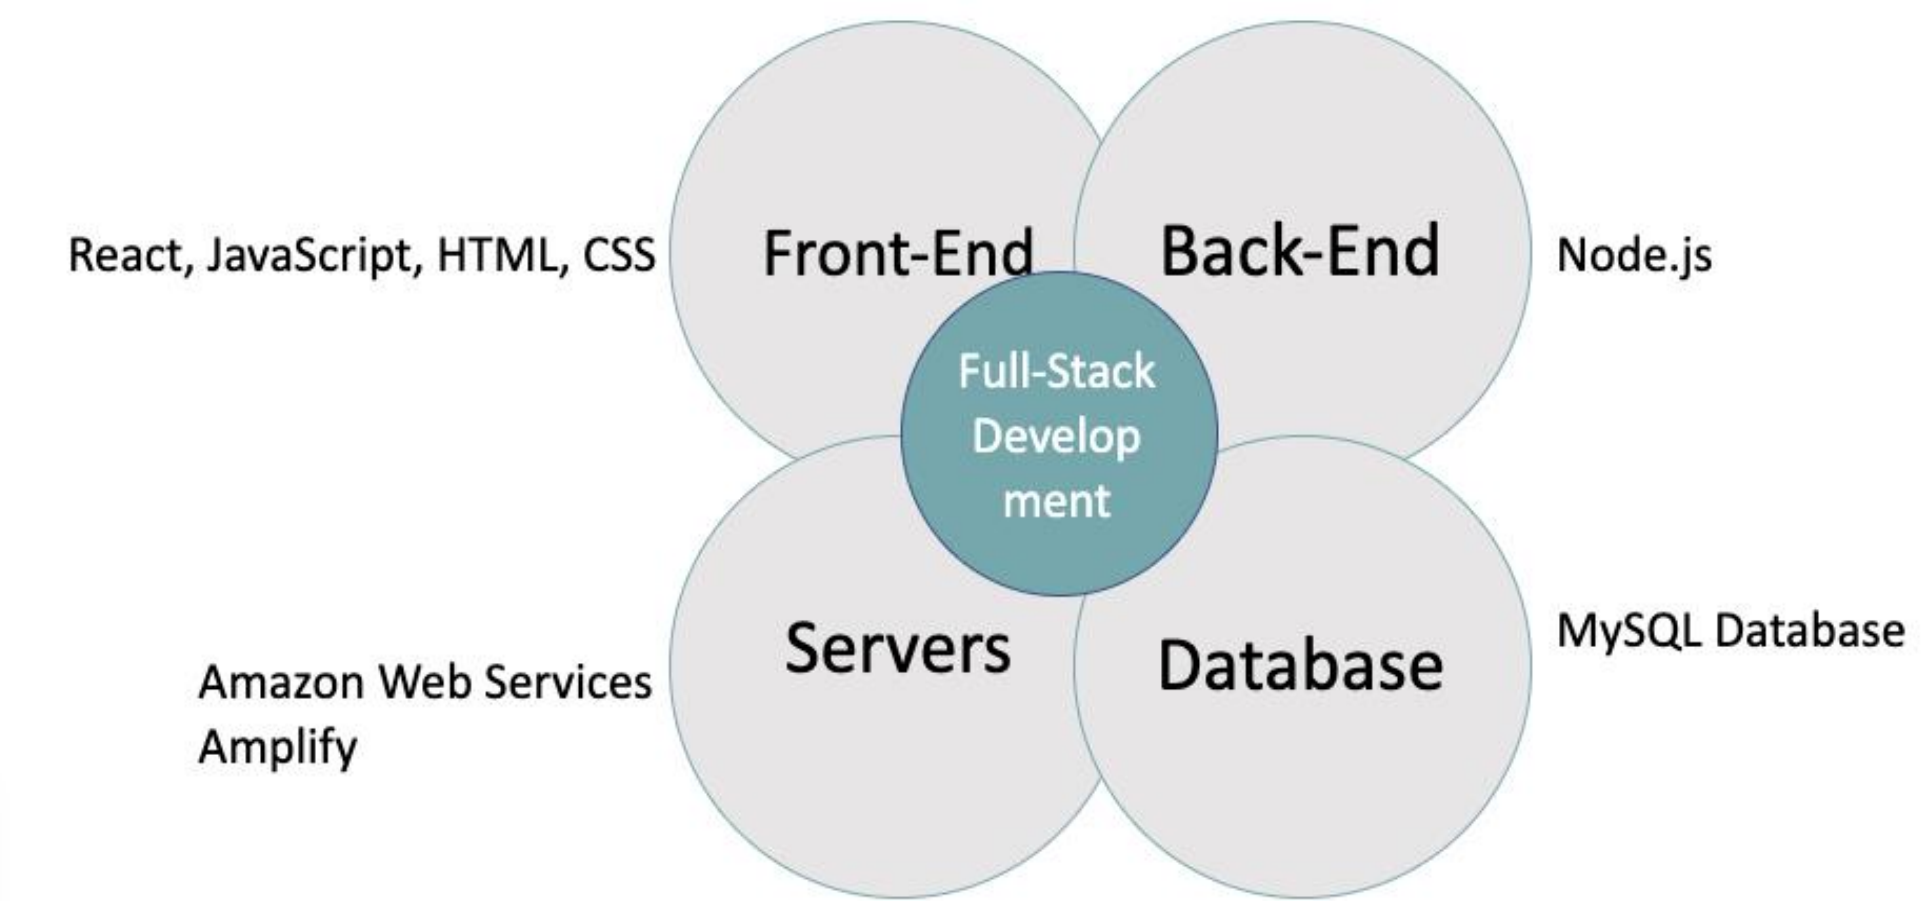 React, JavaScript, HTML, CSS
Front-End
Back-End
Node.js
Full-Stack
Develop
ment
Servers
Database
MySQL Database
Amazon Web Services
Amplify